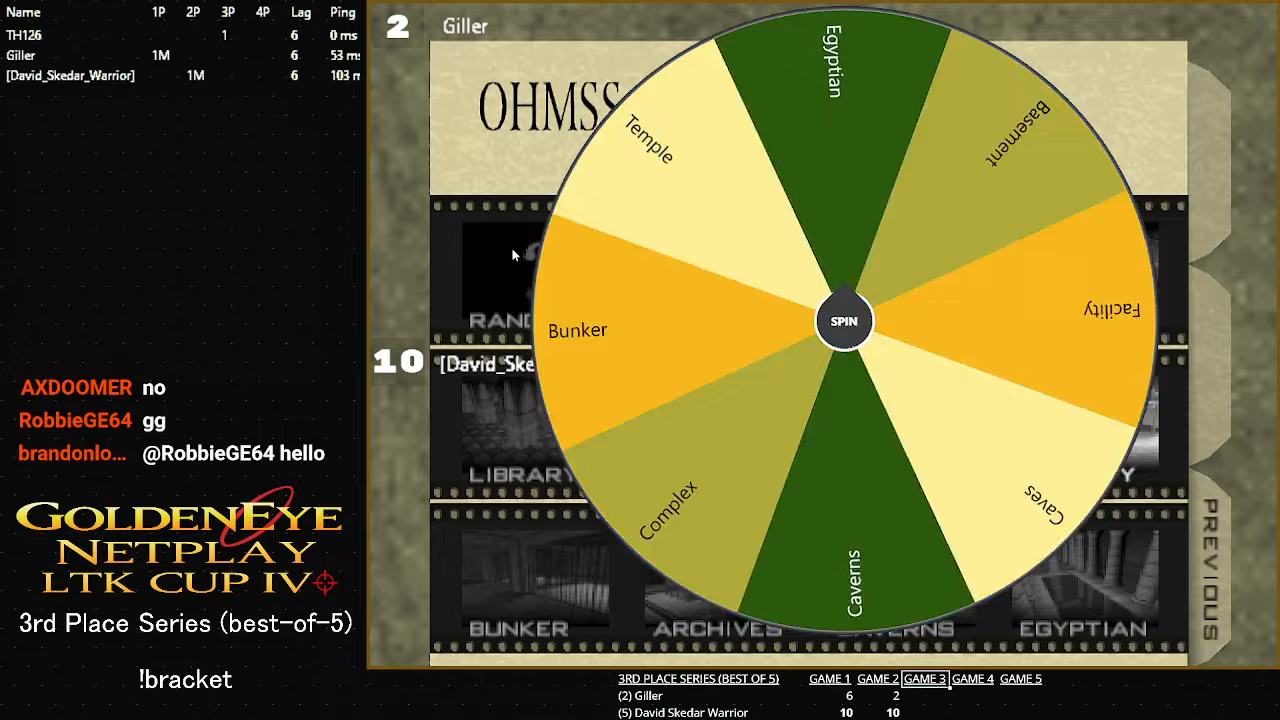 Name 1P 2P 3P 4P Lag Ping
TH126 1 6 0 ms
Giller 1M 6 53 ms
[David_Skedar_Warrior] 1M 6 103 m
2 Giller
OHMSS
10 [David_Ske
RAND
LIBRARY
Y
BUNKER
ARCHIVES
CAVERNS
EGYPTIAN
PREVIOUS
Egyptian
Basement
Facility
Caves
Caverns
Complex
Bunker
Temple
SPIN
AXDOOMER no
RobbieGE64 gg
brandonlo... @RobbieGE64 hello
GOLDENEYE
NETPLAY
LTK CUP IV
3rd Place Series (best-of-5)
!bracket
3RD PLACE SERIES (BEST OF 5) GAME 1 GAME 2 GAME 3 GAME 4 GAME 5
(2) Giller 6 2
(5) David Skedar Warrior 10 10